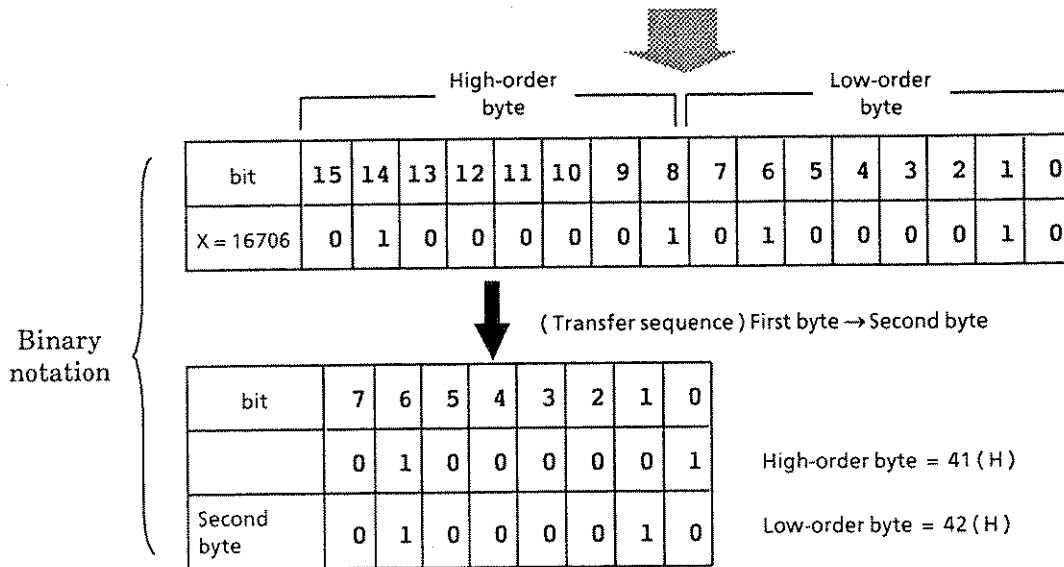 High-order
byte
Low-order
byte
bit 15 14 13 12 11 10 9 8 7 6 5 4 3 2 1 0
X = 16706 0 1 0 0 0 0 0 1 0 1 0 0 0 0 1 0
( Transfer sequence ) First byte → Second byte
Binary
notation
bit 7 6 5 4 3 2 1 0
0 1 0 0 0 0 0 1 High-order byte = 41 ( H )
Second
byte
0 1 0 0 0 0 1 0 Low-order byte = 42 ( H )